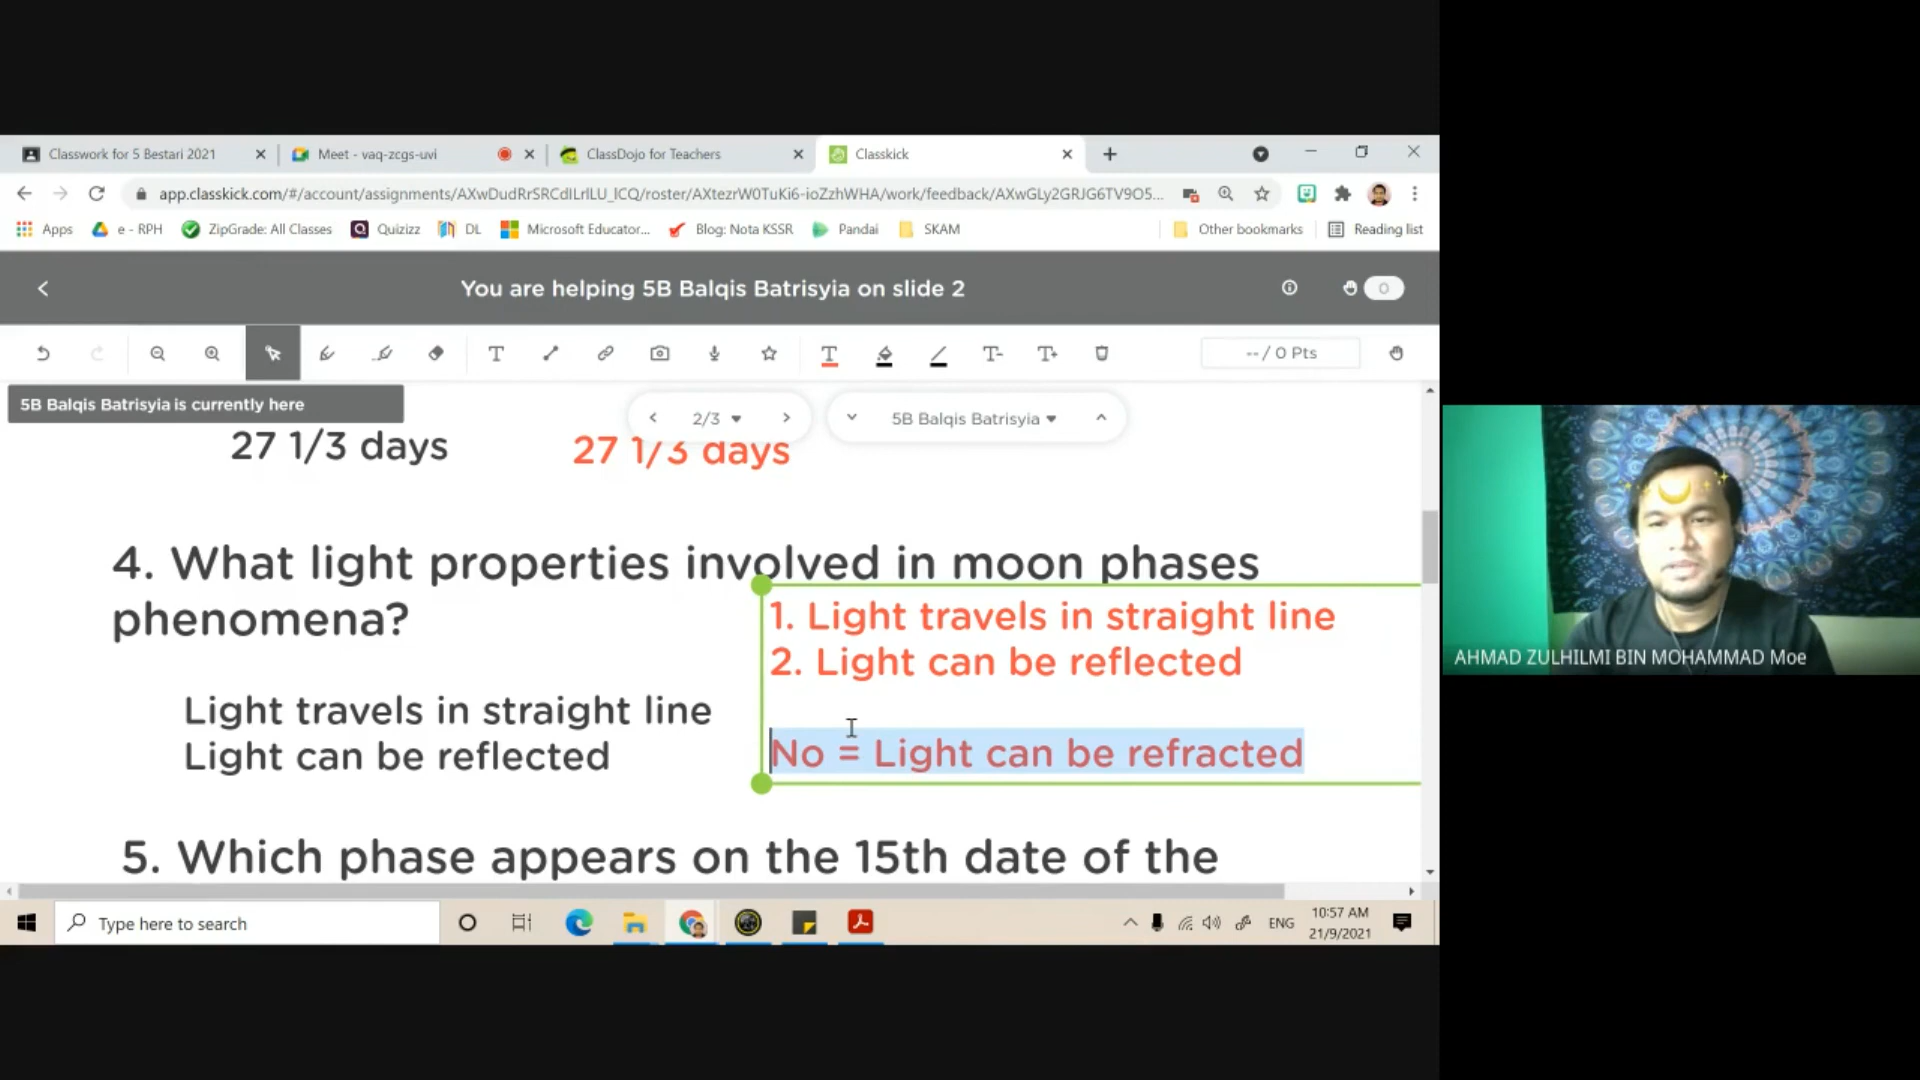 Classwork for 5 Bestari 2021
Meet - vaq-zcgs-uvi
ClassDojo for Teachers
Classkick
app.classkick.com/#/account/assignments/AXwDudRrSRCdILrlLU_lCQ/roster/AXtezrW0TuKi6-ioZzhWHA/work/feedback/AXwGLy2GRJG6TV9O5...
Apps
e - RPH
ZipGrade: All Classes
Quizizz
DL
Microsoft Educator...
Blog: Nota KSSR
Pandai
SKAM
Other bookmarks
Reading list
You are helping 5B Balqis Batrisyia on slide 2
0
T
T-
T+
-- / 0 Pts
5B Balqis Batrisyia is currently here
2/3
5B Balqis Batrisyia
27 1/3 days
27 1/3 days
4. What light properties involved in moon phases
phenomena?
1. Light travels in straight line
2. Light can be reflected
No = Light can be refracted
Light travels in straight line
Light can be reflected
5. Which phase appears on the 15th date of the
AHMAD ZULHILMI BIN MOHAMMAD Moe
Type here to search
ENG
10:57 AM
21/9/2021